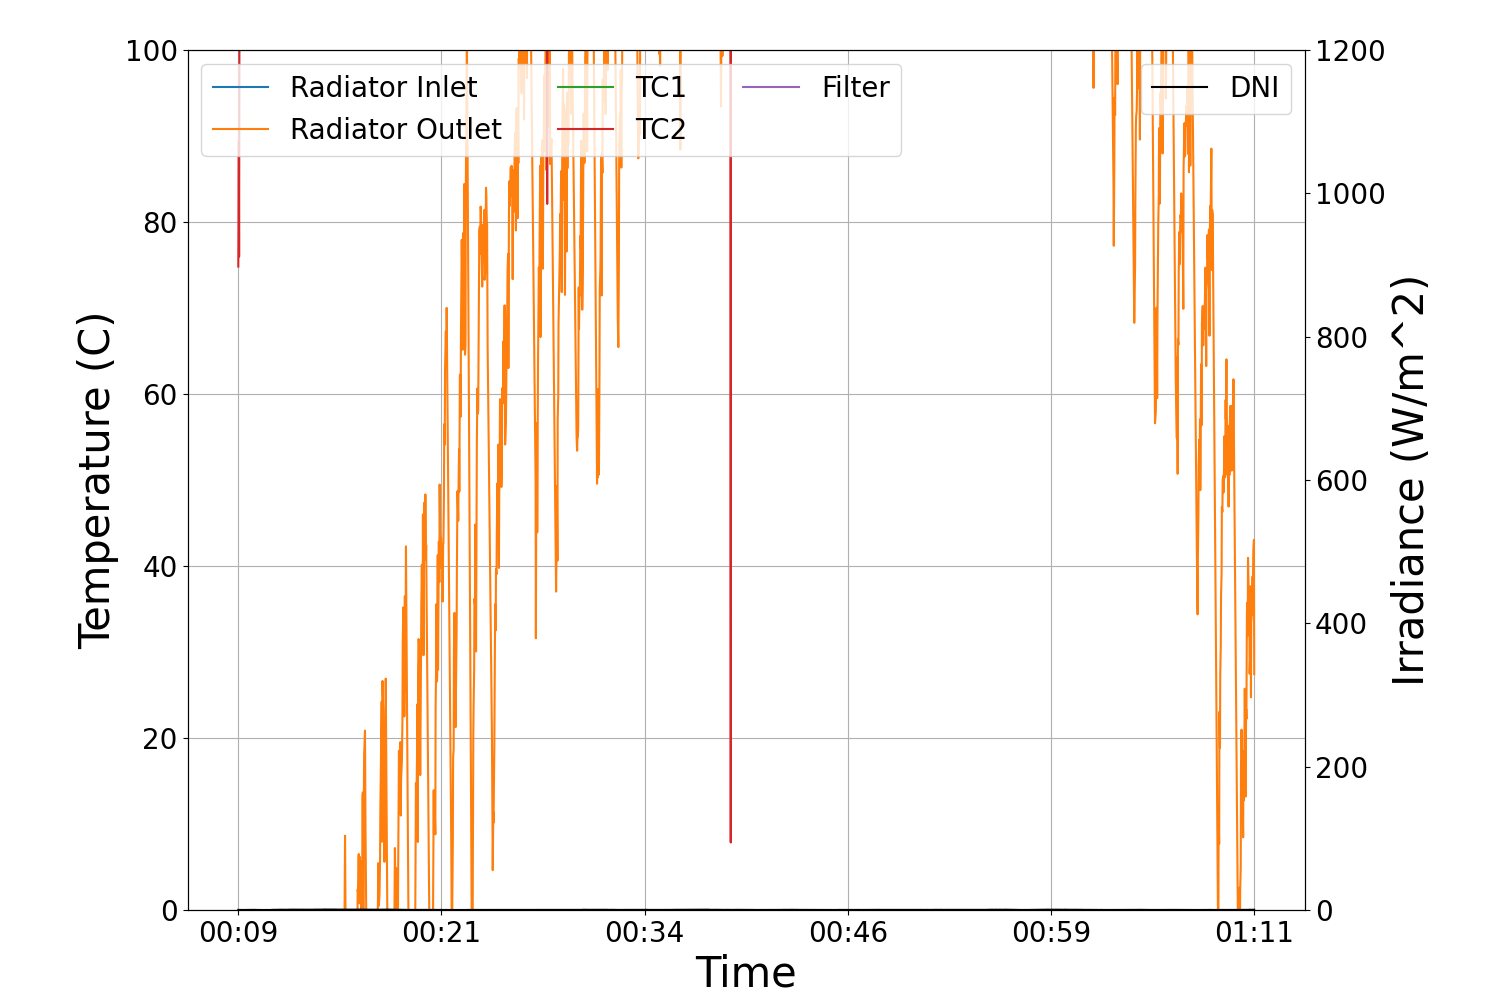 100
80
60
40
20
0
Temperature (C)
Radiator Inlet
Radiator Outlet
TC1
TC2
Filter
DNI
1200
1000
800
600
400
200
0
Irradiance (W/m^2)
00:09 00:21 00:34 00:46 00:59 01:11
Time